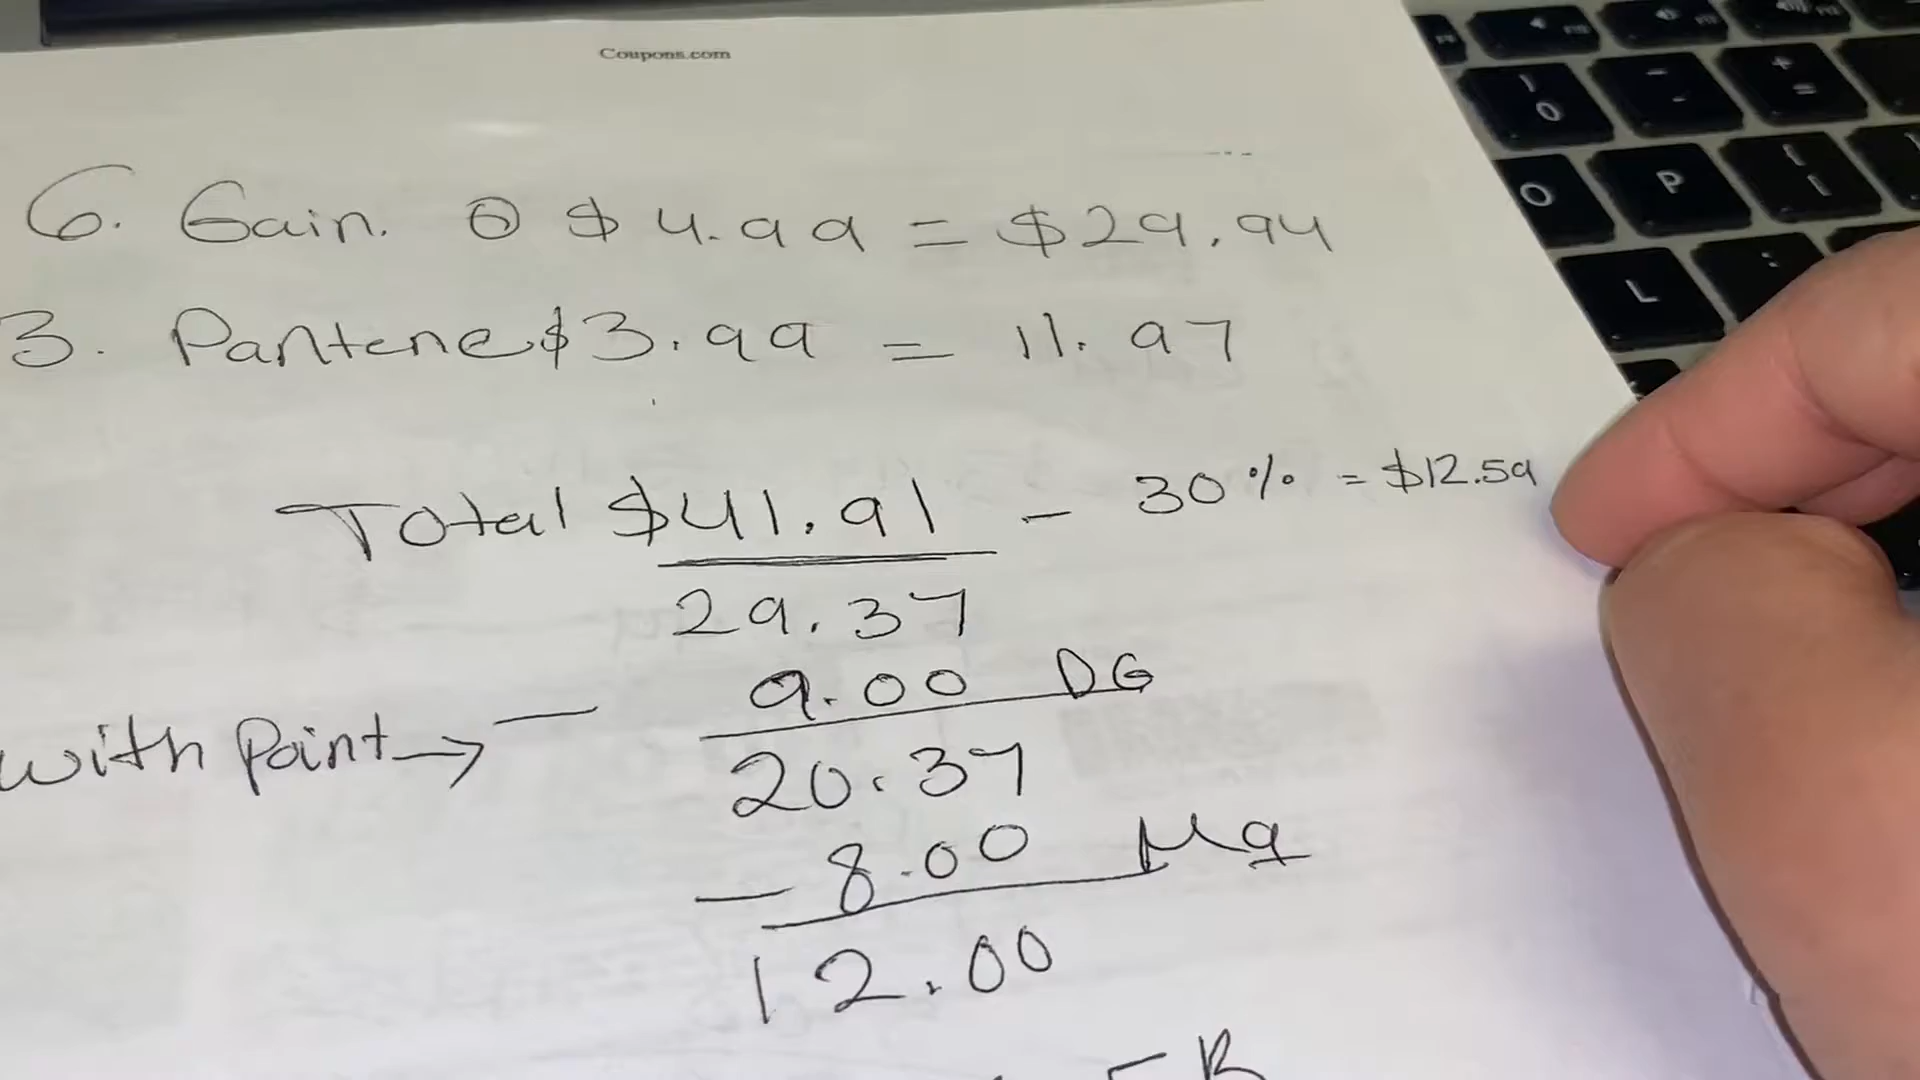 Coupons.com
6. Gain. @ $4.99 = $29.94
3. Pantene $3.99 = 11.97
Total $41.91 - 30% = $12.59
29.37
9.00 DG
with Point → —
20.37
- 8.00 Mq
12.00